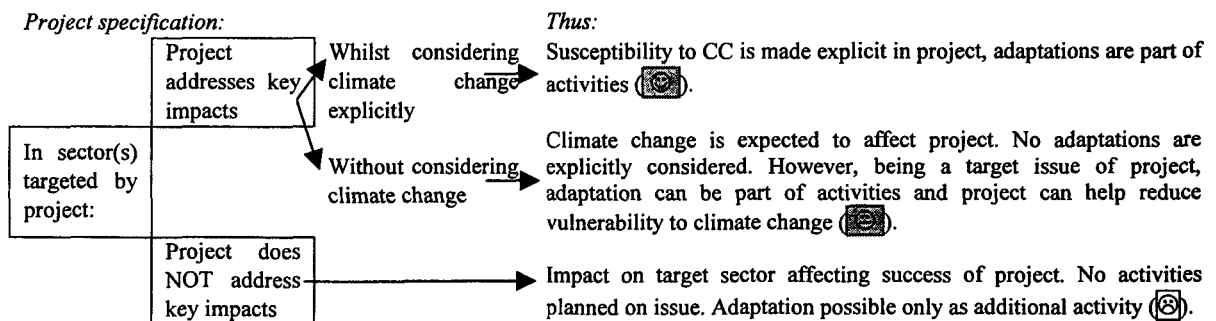 Project specification:
Thus:
Project
addresses key
impacts
Whilst considering
climate change
explicitly
Susceptibility to CC is made explicit in project, adaptations are part of
activities (☺).
In sector(s)
targeted by
project:
Without considering
climate change
Climate change is expected to affect project. No adaptations are
explicitly considered. However, being a target issue of project,
adaptation can be part of activities and project can help reduce
vulnerability to climate change (😐).
Project does
NOT address
key impacts
Impact on target sector affecting success of project. No activities
planned on issue. Adaptation possible only as additional activity (☹).